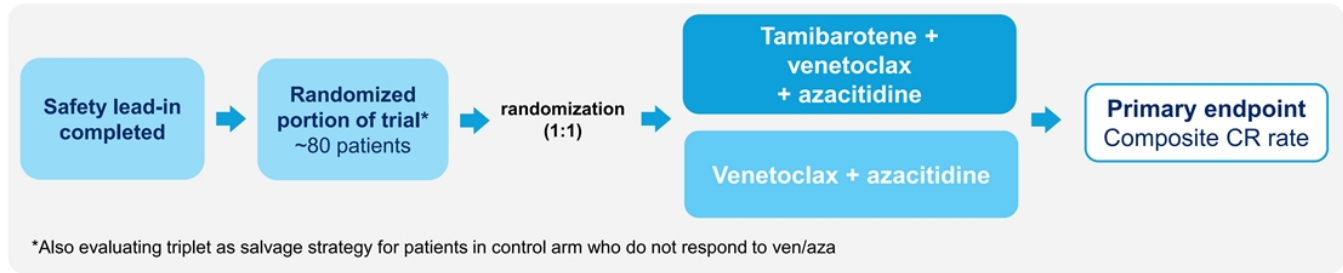 Safety lead-in
completed
Randomized
portion of trial*
~80 patients
randomization
(1:1)
Tamibarotene +
venetoclax
+ azacitidine
Venetoclax + azacitidine
Primary endpoint
Composite CR rate
*Also evaluating triplet as salvage strategy for patients in control arm who do not respond to ven/aza